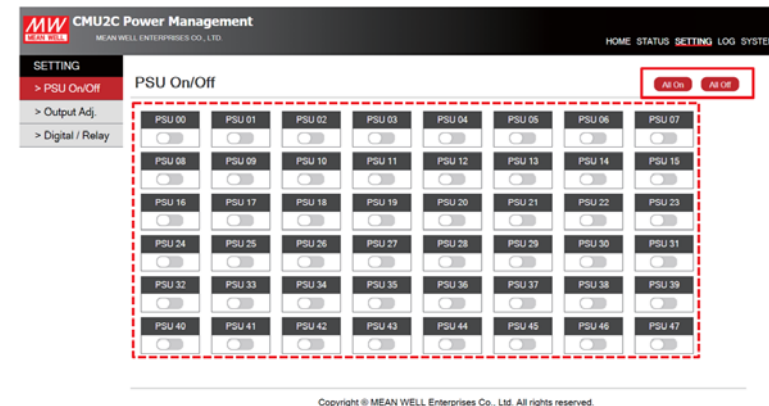 MW CMU2C Power Management
MEAN WELL MEAN WELL ENTERPRISES CO., LTD.
HOME STATUS SETTING LOG SYSTEM
SETTING
> PSU On/Off
> Output Adj.
> Digital / Relay
PSU On/Off
All On All Off
PSU 00 PSU 01 PSU 02 PSU 03 PSU 04 PSU 05 PSU 06 PSU 07
PSU 08 PSU 09 PSU 10 PSU 11 PSU 12 PSU 13 PSU 14 PSU 15
PSU 16 PSU 17 PSU 18 PSU 19 PSU 20 PSU 21 PSU 22 PSU 23
PSU 24 PSU 25 PSU 26 PSU 27 PSU 28 PSU 29 PSU 30 PSU 31
PSU 32 PSU 33 PSU 34 PSU 35 PSU 36 PSU 37 PSU 38 PSU 39
PSU 40 PSU 41 PSU 42 PSU 43 PSU 44 PSU 45 PSU 46 PSU 47
Copyright © MEAN WELL Enterprises Co., Ltd. All rights reserved.